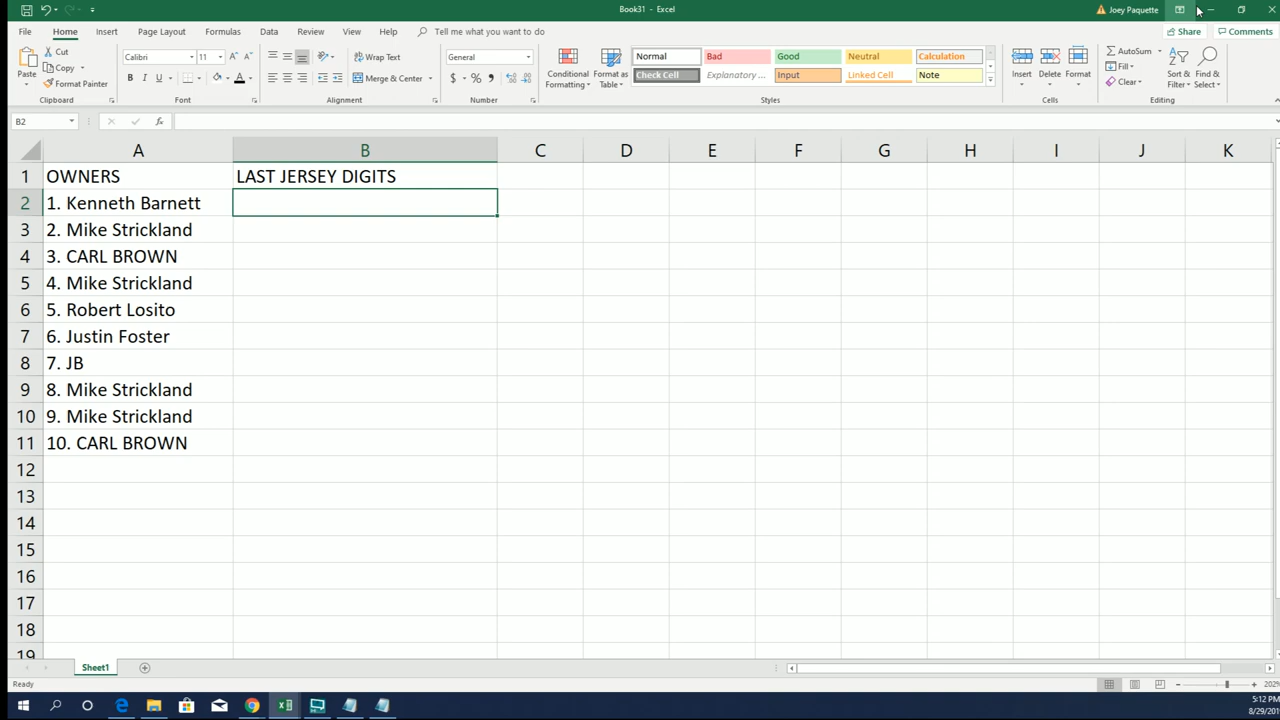 Book31 - Excel
Joey Paquette
File Home Insert Page Layout Formulas Data Review View Help Tell me what you want to do
Share Comments
Paste Cut Copy Format Painter
Calibri 11
B I U A
Wrap Text
Merge & Center
General
$ % ,
Conditional Formatting Format as Table
Normal Bad Good Neutral Calculation
Check Cell Explanatory ... Input Linked Cell Note
Insert Delete Format
AutoSum Fill Clear
Sort & Filter Find & Select
Clipboard Font Alignment Number Styles Cells Editing
B2 fx
A B C D E F G H I J K
1 OWNERS LAST JERSEY DIGITS
2 1. Kenneth Barnett
3 2. Mike Strickland
4 3. CARL BROWN
5 4. Mike Strickland
6 5. Robert Losito
7 6. Justin Foster
8 7. JB
9 8. Mike Strickland
10 9. Mike Strickland
11 10. CARL BROWN
12
13
14
15
16
17
18
19
Sheet1
Ready
5:12 PM